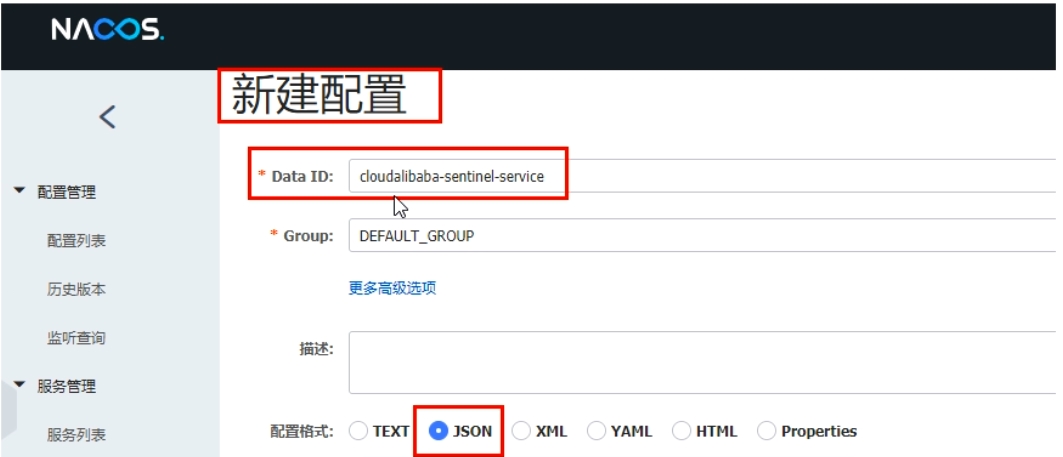 NACOS.
新建配置
* Data ID: cloudalibaba-sentinel-service
* Group: DEFAULT_GROUP
更多高级选项
描述:
配置格式: TEXT JSON XML YAML HTML Properties
配置管理
配置列表
历史版本
监听查询
服务管理
服务列表